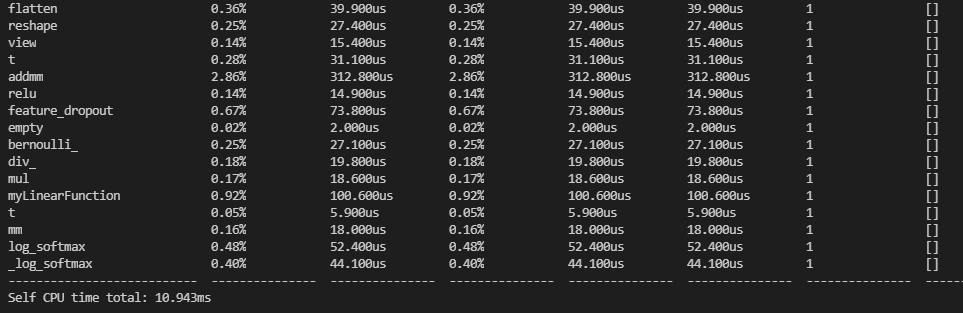 flatten 0.36% 39.900us 0.36% 39.900us 39.900us 1 []
reshape 0.25% 27.400us 0.25% 27.400us 27.400us 1 []
view 0.14% 15.400us 0.14% 15.400us 15.400us 1 []
t 0.28% 31.100us 0.28% 31.100us 31.100us 1 []
addmm 2.86% 312.800us 2.86% 312.800us 312.800us 1 []
relu 0.14% 14.900us 0.14% 14.900us 14.900us 1 []
feature_dropout 0.67% 73.800us 0.67% 73.800us 73.800us 1 []
empty 0.02% 2.000us 0.02% 2.000us 2.000us 1 []
bernoulli_ 0.25% 27.100us 0.25% 27.100us 27.100us 1 []
div_ 0.18% 19.800us 0.18% 19.800us 19.800us 1 []
mul 0.17% 18.600us 0.17% 18.600us 18.600us 1 []
myLinearFunction 0.92% 100.600us 0.92% 100.600us 100.600us 1 []
t 0.05% 5.900us 0.05% 5.900us 5.900us 1 []
mm 0.16% 18.000us 0.16% 18.000us 18.000us 1 []
log_softmax 0.48% 52.400us 0.48% 52.400us 52.400us 1 []
_log_softmax 0.40% 44.100us 0.40% 44.100us 44.100us 1 []
----------------------- --------------- --------------- --------------- --------------- --------------- --------------- ------
Self CPU time total: 10.943ms